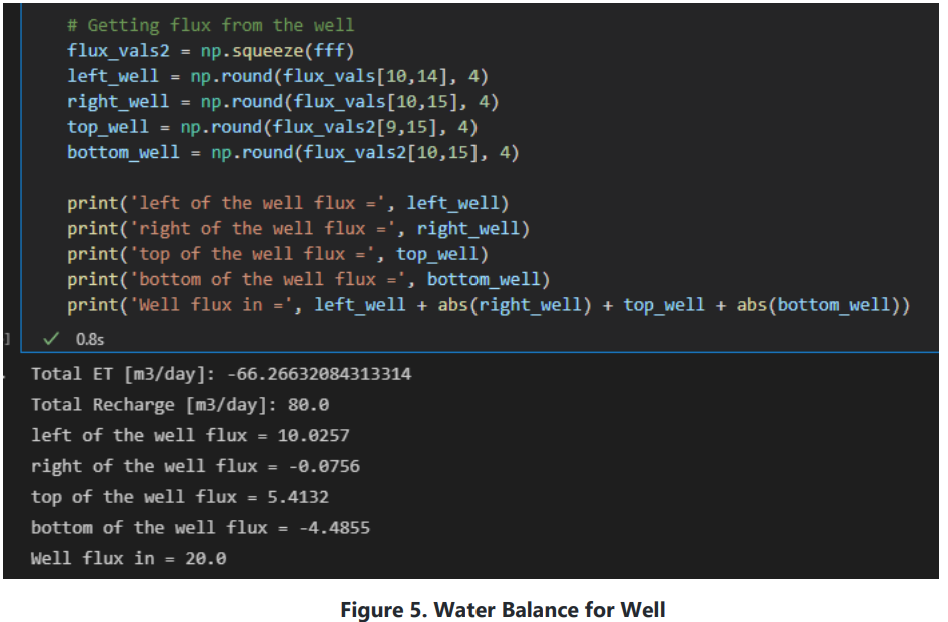 # Getting flux from the well
flux_vals2 = np.squeeze(fff)
left_well = np.round(flux_vals[10,14], 4)
right_well = np.round(flux_vals[10,15], 4)
top_well = np.round(flux_vals2[9,15], 4)
bottom_well = np.round(flux_vals2[10,15], 4)
print('left of the well flux =', left_well)
print('right of the well flux =', right_well)
print('top of the well flux =', top_well)
print('bottom of the well flux =', bottom_well)
print('Well flux in =', left_well + abs(right_well) + top_well + abs(bottom_well))
] ✓ 0.8s
Total ET [m3/day]: -66.26632084313314
Total Recharge [m3/day]: 80.0
left of the well flux = 10.0257
right of the well flux = -0.0756
top of the well flux = 5.4132
bottom of the well flux = -4.4855
Well flux in = 20.0
Figure 5. Water Balance for Well